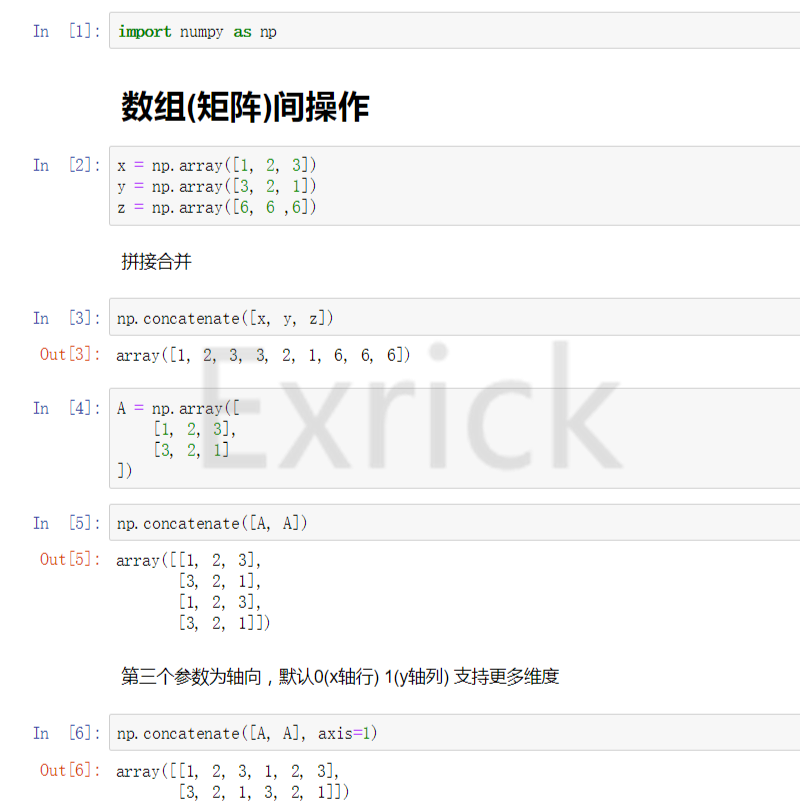 In [1]: import numpy as np
数组(矩阵)间操作
In [2]: x = np.array([1, 2, 3])
y = np.array([3, 2, 1])
z = np.array([6, 6 ,6])
拼接合并
In [3]: np.concatenate([x, y, z])
Out[3]: array([1, 2, 3, 3, 2, 1, 6, 6, 6])
Exrick
In [4]: A = np.array([
[1, 2, 3],
[3, 2, 1]
])
In [5]: np.concatenate([A, A])
Out[5]: array([[1, 2, 3],
[3, 2, 1],
[1, 2, 3],
[3, 2, 1]])
第三个参数为轴向，默认0(x轴行) 1(y轴列) 支持更多维度
In [6]: np.concatenate([A, A], axis=1)
Out[6]: array([[1, 2, 3, 1, 2, 3],
[3, 2, 1, 3, 2, 1]])